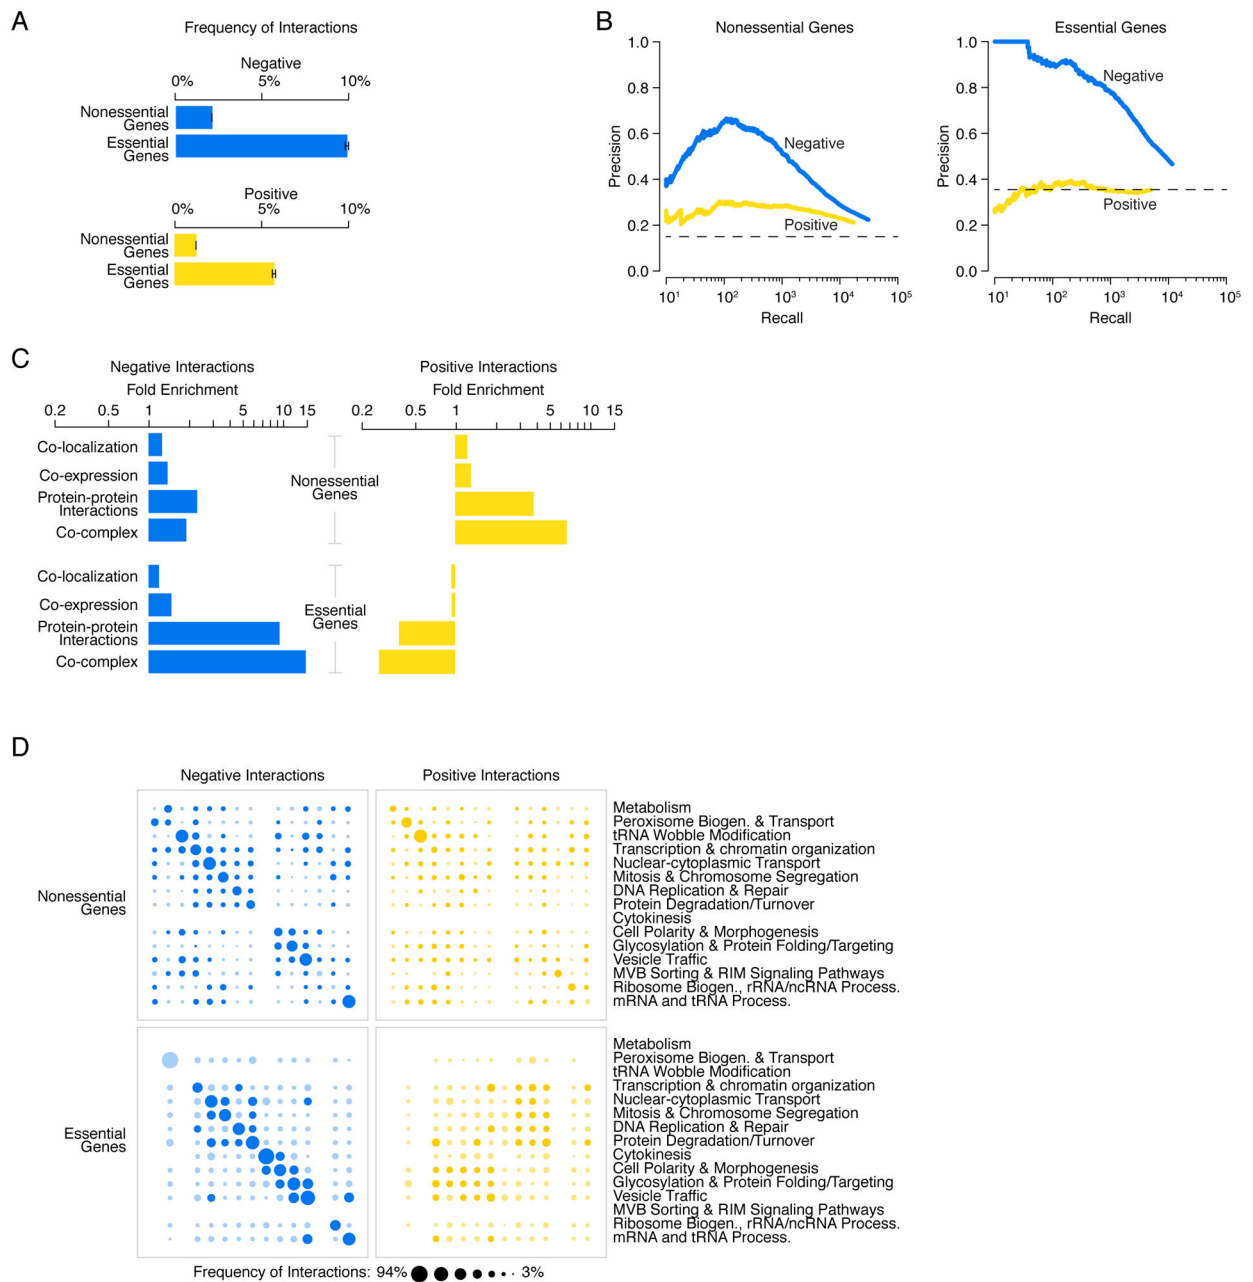 A
Frequency of Interactions
Negative
0% 5% 10%
Nonessential
Genes
Essential
Genes
Positive
0% 5% 10%
Nonessential
Genes
Essential
Genes
B
Nonessential Genes
Precision
1.0
0.8
0.6
0.4
0.2
0.0
Negative
Positive
10¹ 10² 10³ 10⁴ 10⁵
Recall
Essential Genes
Precision
1.0
0.8
0.6
0.4
0.2
0.0
Negative
Positive
10¹ 10² 10³ 10⁴ 10⁵
Recall
C
Negative Interactions
Fold Enrichment
0.2 0.5 1 5 10 15
Positive Interactions
Fold Enrichment
0.2 0.5 1 5 10 15
Co-localization
Co-expression
Protein-protein
Interactions
Co-complex
Nonessential
Genes
Co-localization
Co-expression
Protein-protein
Interactions
Co-complex
Essential
Genes
D
Negative Interactions
Positive Interactions
Nonessential
Genes
Metabolism
Peroxisome Biogen. & Transport
tRNA Wobble Modification
Transcription & chromatin organization
Nuclear-cytoplasmic Transport
Mitosis & Chromosome Segregation
DNA Replication & Repair
Protein Degradation/Turnover
Cytokinesis
Cell Polarity & Morphogenesis
Glycosylation & Protein Folding/Targeting
Vesicle Traffic
MVB Sorting & RIM Signaling Pathways
Ribosome Biogen., rRNA/ncRNA Process.
mRNA and tRNA Process.
Essential
Genes
Metabolism
Peroxisome Biogen. & Transport
tRNA Wobble Modification
Transcription & chromatin organization
Nuclear-cytoplasmic Transport
Mitosis & Chromosome Segregation
DNA Replication & Repair
Protein Degradation/Turnover
Cytokinesis
Cell Polarity & Morphogenesis
Glycosylation & Protein Folding/Targeting
Vesicle Traffic
MVB Sorting & RIM Signaling Pathways
Ribosome Biogen., rRNA/ncRNA Process.
mRNA and tRNA Process.
Frequency of Interactions: 94% 3%